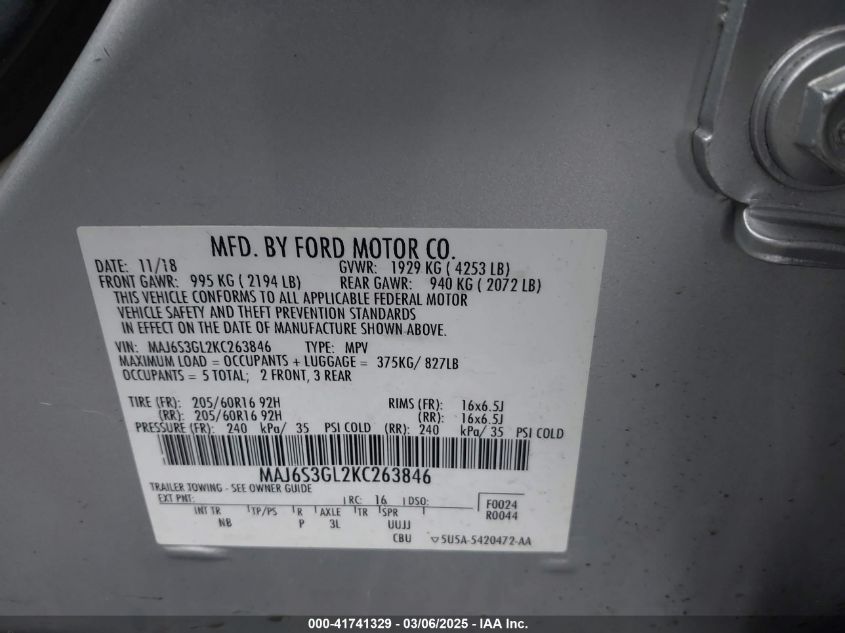 MFD. BY FORD MOTOR CO.
DATE: 11/18 GVWR: 1929 KG ( 4253 LB)
FRONT GAWR: 995 KG ( 2194 LB) REAR GAWR: 940 KG ( 2072 LB)
THIS VEHICLE CONFORMS TO ALL APPLICABLE FEDERAL MOTOR
VEHICLE SAFETY AND THEFT PREVENTION STANDARDS
IN EFFECT ON THE DATE OF MANUFACTURE SHOWN ABOVE.
VIN: MAJ6S3GL2KC263846 TYPE: MPV
MAXIMUM LOAD = OCCUPANTS + LUGGAGE = 375KG/ 827LB
OCCUPANTS = 5 TOTAL; 2 FRONT, 3 REAR
TIRE (FR): 205/60R16 92H RIMS (FR): 16x6.5J
(RR): 205/60R16 92H (RR): 16x6.5J
PRESSURE (FR): 240 kPa/ 35 PSI COLD (RR): 240 kPa/ 35 PSI COLD
MAJ6S3GL2KC263846
TRAILER TOWING - SEE OWNER GUIDE
EXT PNT: RC: 16 DSO: F0024
INT TR TP/PS R AXLE TR SPR R0044
NB P 3L UUJJ
CBU 5U5A-5420472-AA
000-41741329 - 03/06/2025 - IAA Inc.